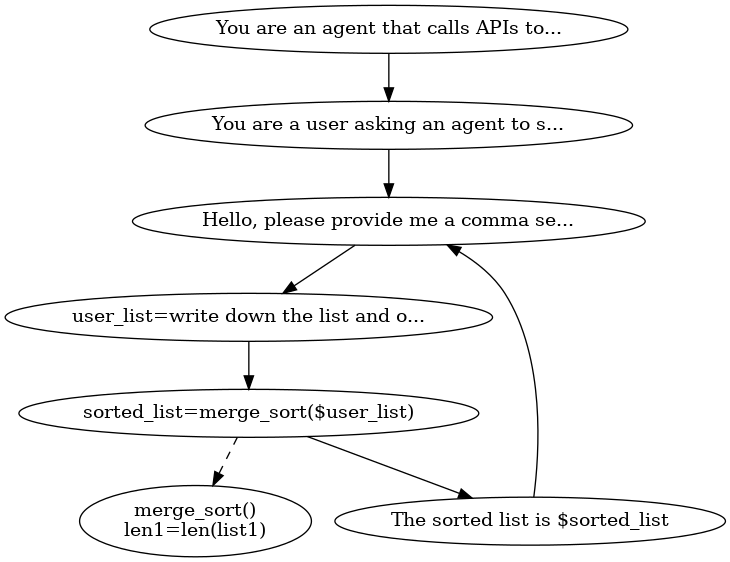 You are an agent that calls APIs to...
You are a user asking an agent to s...
Hello, please provide me a comma se...
user_list=write down the list and o...
sorted_list=merge_sort($user_list)
merge_sort()
len1=len(list1)
The sorted list is $sorted_list